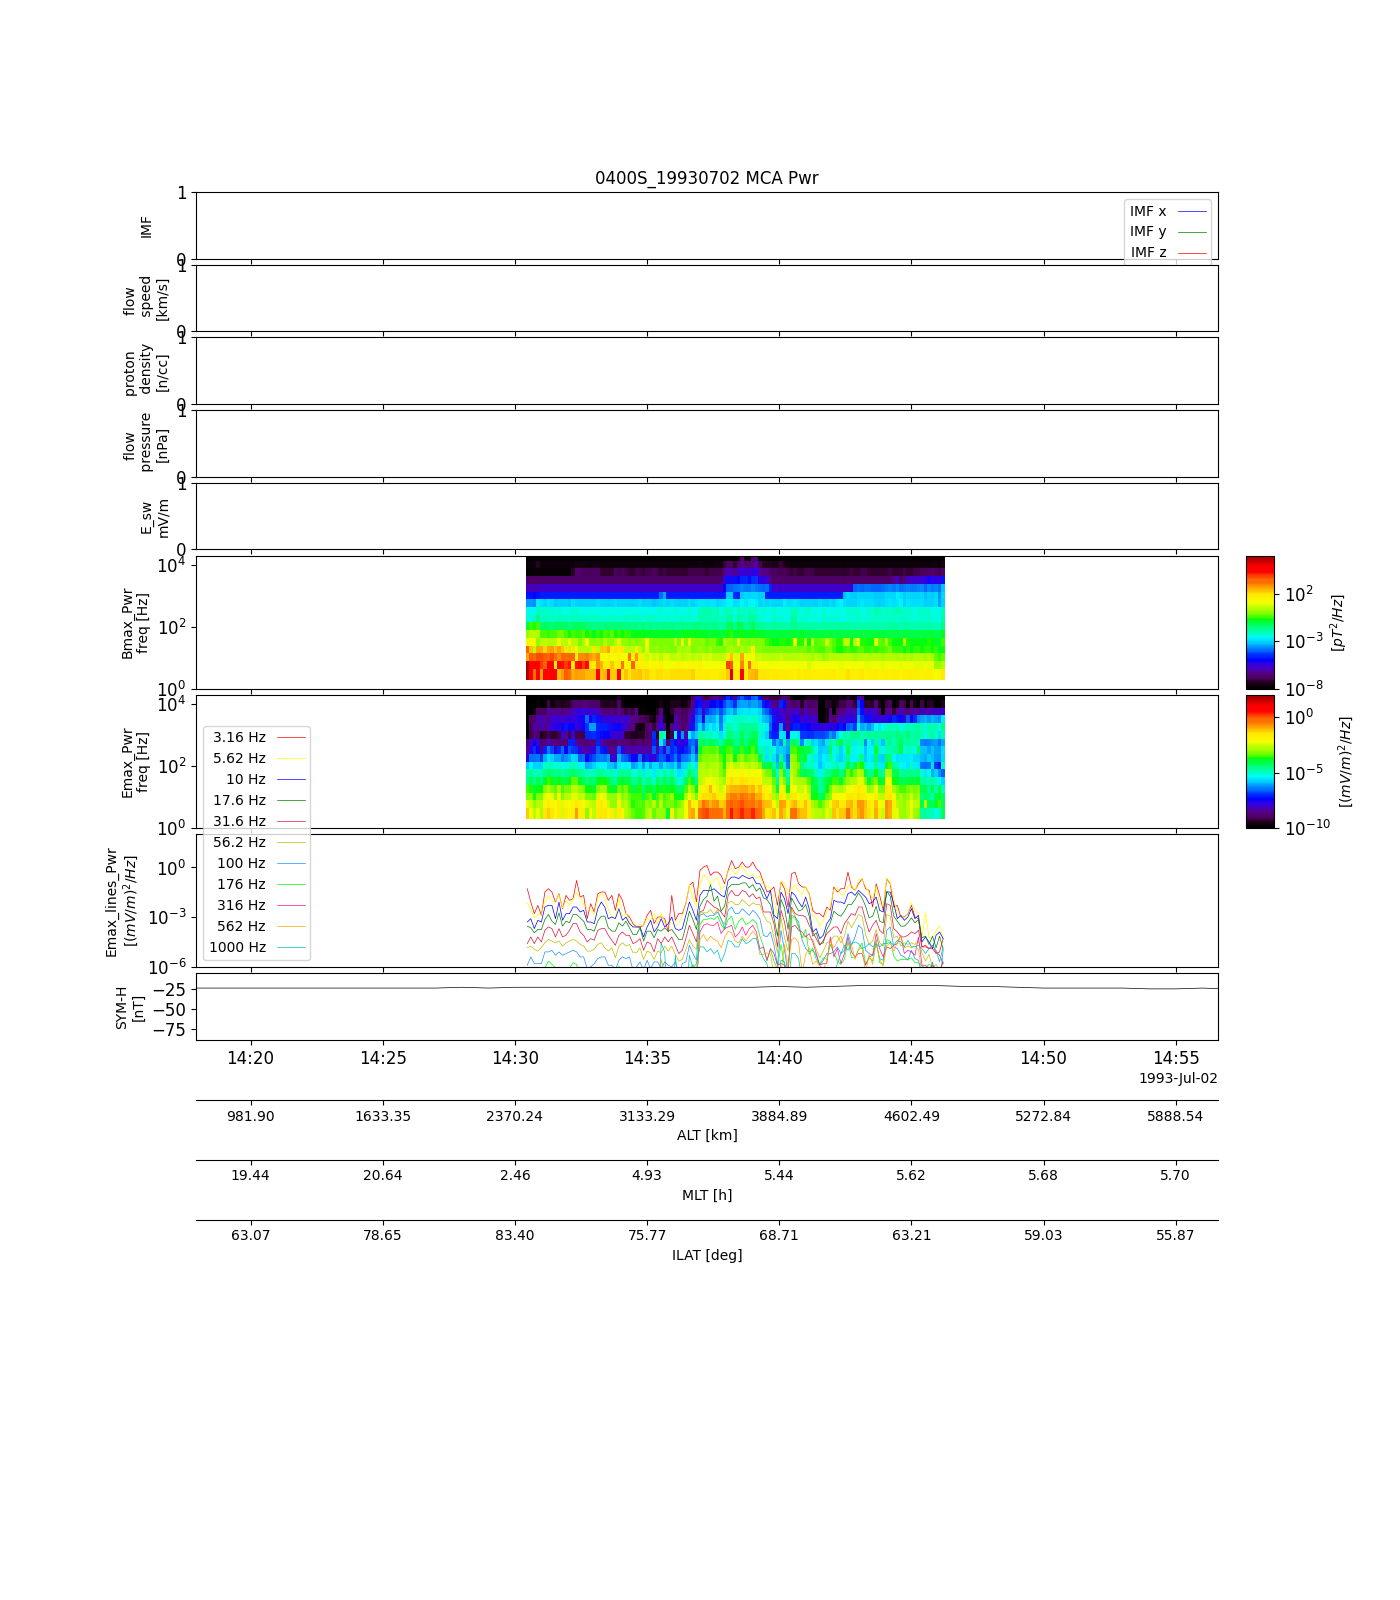 0400S_19930702 MCA Pwr
1
IMF
0
IMF x
IMF y
IMF z
1
flow
speed
[km/s]
0
1
proton
density
[n/cc]
0
1
flow
pressure
[nPa]
0
1
E_sw
mV/m
0
10^4
10^2
10^0
Bmax_Pwr
freq [Hz]
10^2
10^-3
10^-8
[pT^2/Hz]
10^4
10^2
10^0
Emax_Pwr
freq [Hz]
10^0
10^-5
10^-10
[(mV/m)^2/Hz]
3.16 Hz
5.62 Hz
10 Hz
17.6 Hz
31.6 Hz
56.2 Hz
100 Hz
176 Hz
316 Hz
562 Hz
1000 Hz
10^0
10^-3
10^-6
Emax_lines_Pwr
[(mV/m)^2/Hz]
−25
−50
−75
SYM-H
[nT]
14:20 14:25 14:30 14:35 14:40 14:45 14:50 14:55
1993-Jul-02
981.90 1633.35 2370.24 3133.29 3884.89 4602.49 5272.84 5888.54
ALT [km]
19.44 20.64 2.46 4.93 5.44 5.62 5.68 5.70
MLT [h]
63.07 78.65 83.40 75.77 68.71 63.21 59.03 55.87
ILAT [deg]